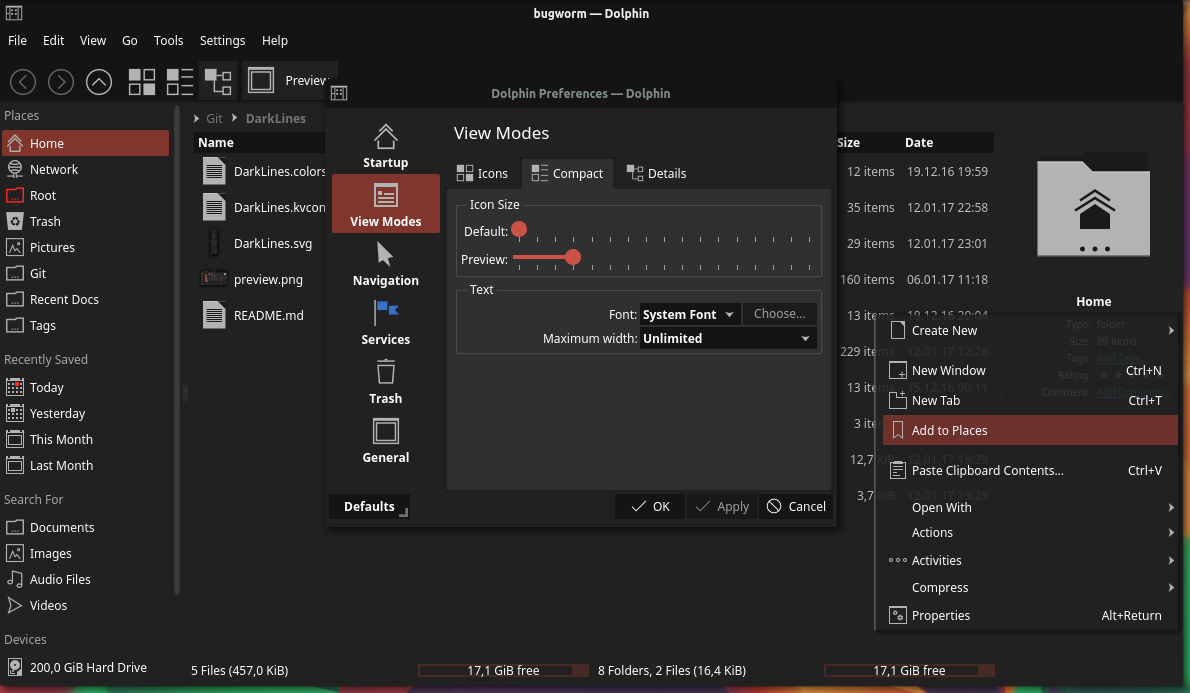 bugworm — Dolphin
File Edit View Go Tools Settings Help
Preview
Places
Home
Network
Root
Trash
Pictures
Git
Recent Docs
Tags
Recently Saved
Today
Yesterday
This Month
Last Month
Search For
Documents
Images
Audio Files
Videos
Devices
200,0 GiB Hard Drive
Git DarkLines
Name
DarkLines.colors
DarkLines.kvcon
DarkLines.svg
preview.png
README.md
5 Files (457,0 KiB)
17,1 GiB free
Dolphin Preferences — Dolphin
Startup
View Modes
Navigation
Services
Trash
General
View Modes
Icons Compact Details
Icon Size
Default:
Preview:
Text
Font: System Font Choose...
Maximum width: Unlimited
Defaults
OK Apply Cancel
Size Date
12 items 19.12.16 59
35 items 12.01.17 22:58
29 items 12.01.17 23:01
160 items 06.01.17 11:18
13 items 19.12.16 20:04
229 items 12.01.17 12:26
13 items 15.12.16 00:11
3 ite
12,7 KiB 12.01.17 19:29
3,7 KiB 12.01.17 19:29
8 Folders, 2 Files (16,4 KiB)
17,1 GiB free
Home
Type: folder
Size: 89 items
Tags: Add Tags...
Rating:
Comment: Add Comment...
Create New
New Window Ctrl+N
New Tab Ctrl+T
Add to Places
Paste Clipboard Contents... Ctrl+V
Open With
Actions
Activities
Compress
Properties Alt+Return